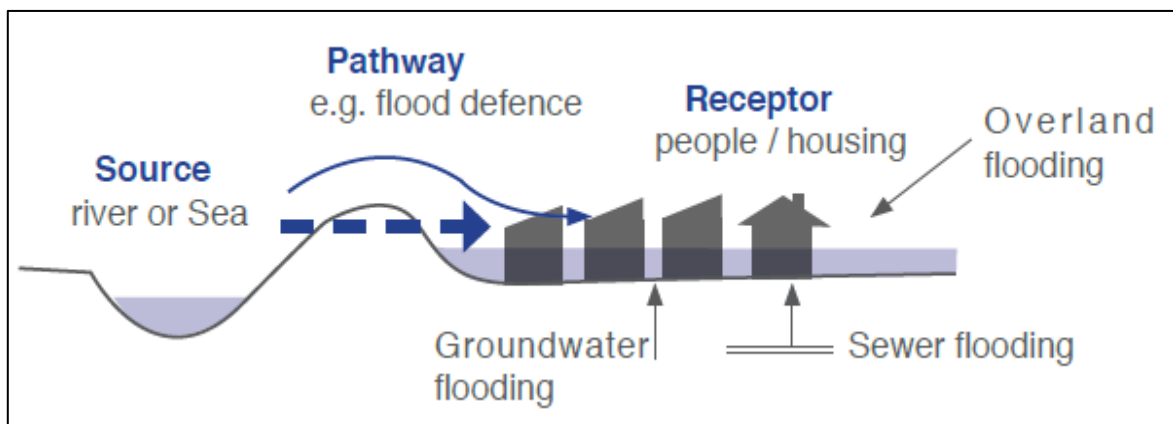 Pathway
e.g. flood defence
Receptor
people / housing
Overland
flooding
Source
river or Sea
Groundwater
flooding
Sewer flooding